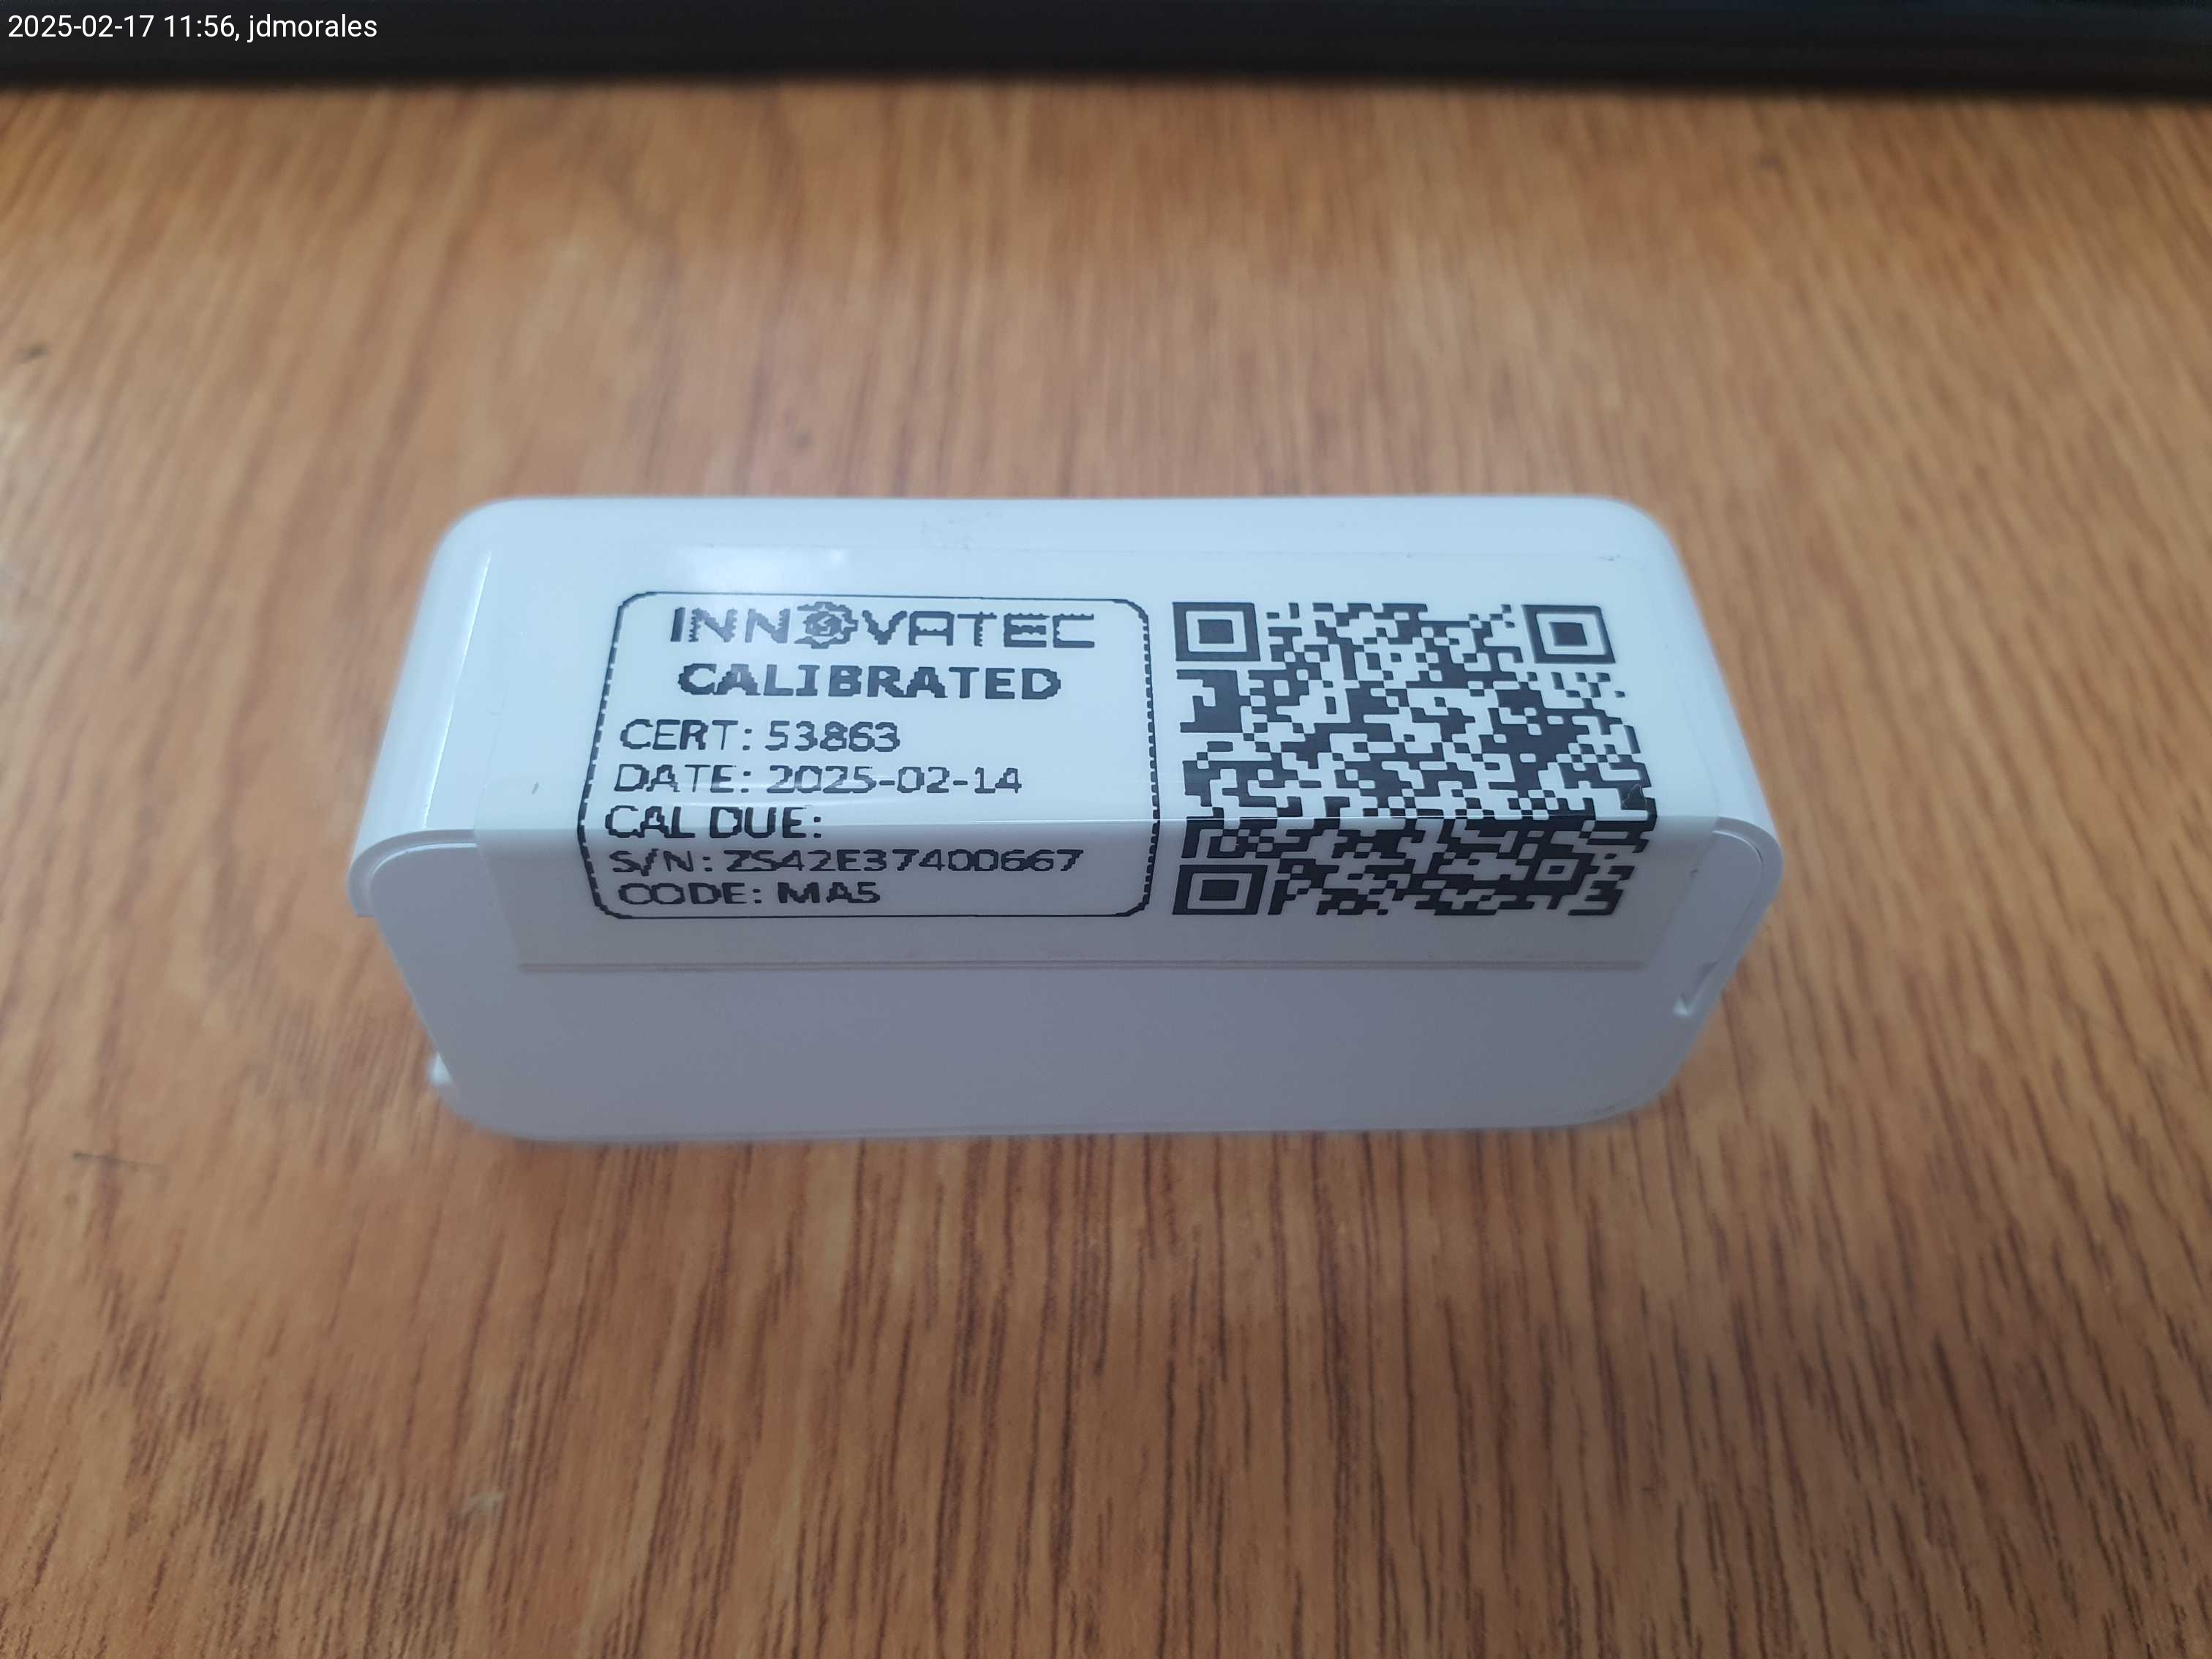 2025-02-17 11:56, jdmorales
INNOVATEC
CALIBRATED
CERT: 53863
DATE: 2025-02-14
CAL DUE:
S/N: ZS42E37400667
CODE: MA5